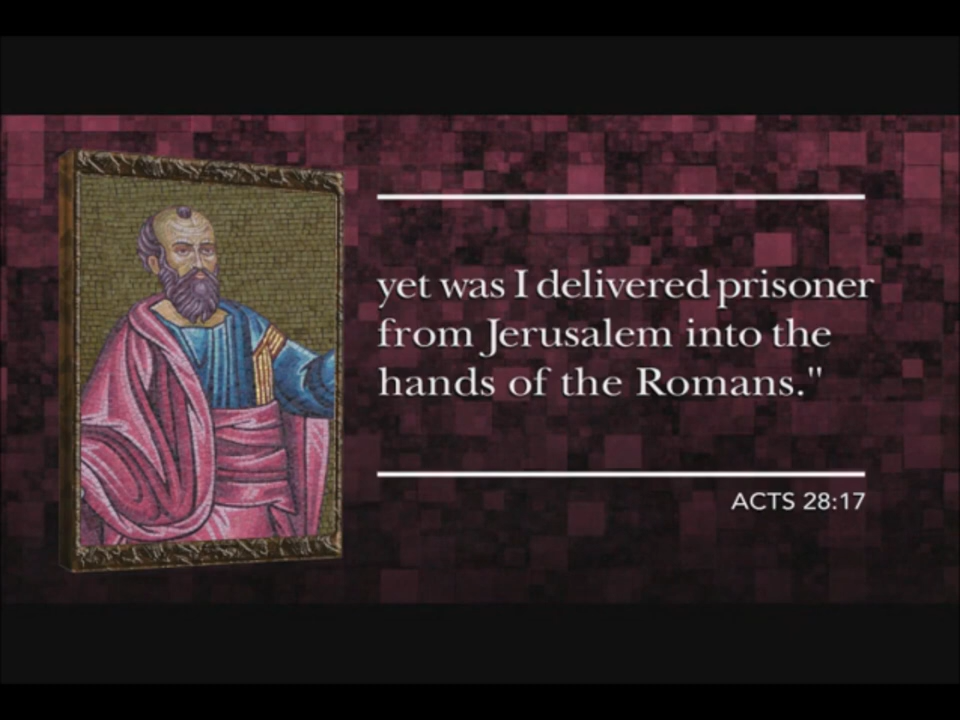 yet was I delivered prisoner
from Jerusalem into the
hands of the Romans."
ACTS 28:17